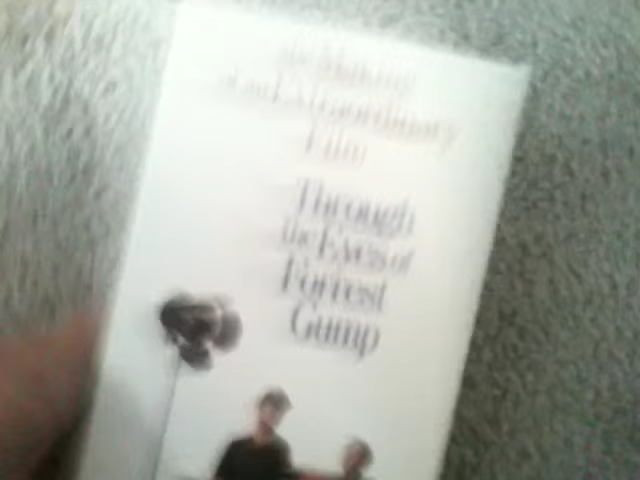 the Making
of an Extraordinary
Film
Through
the Eyes of
Forrest
Gump